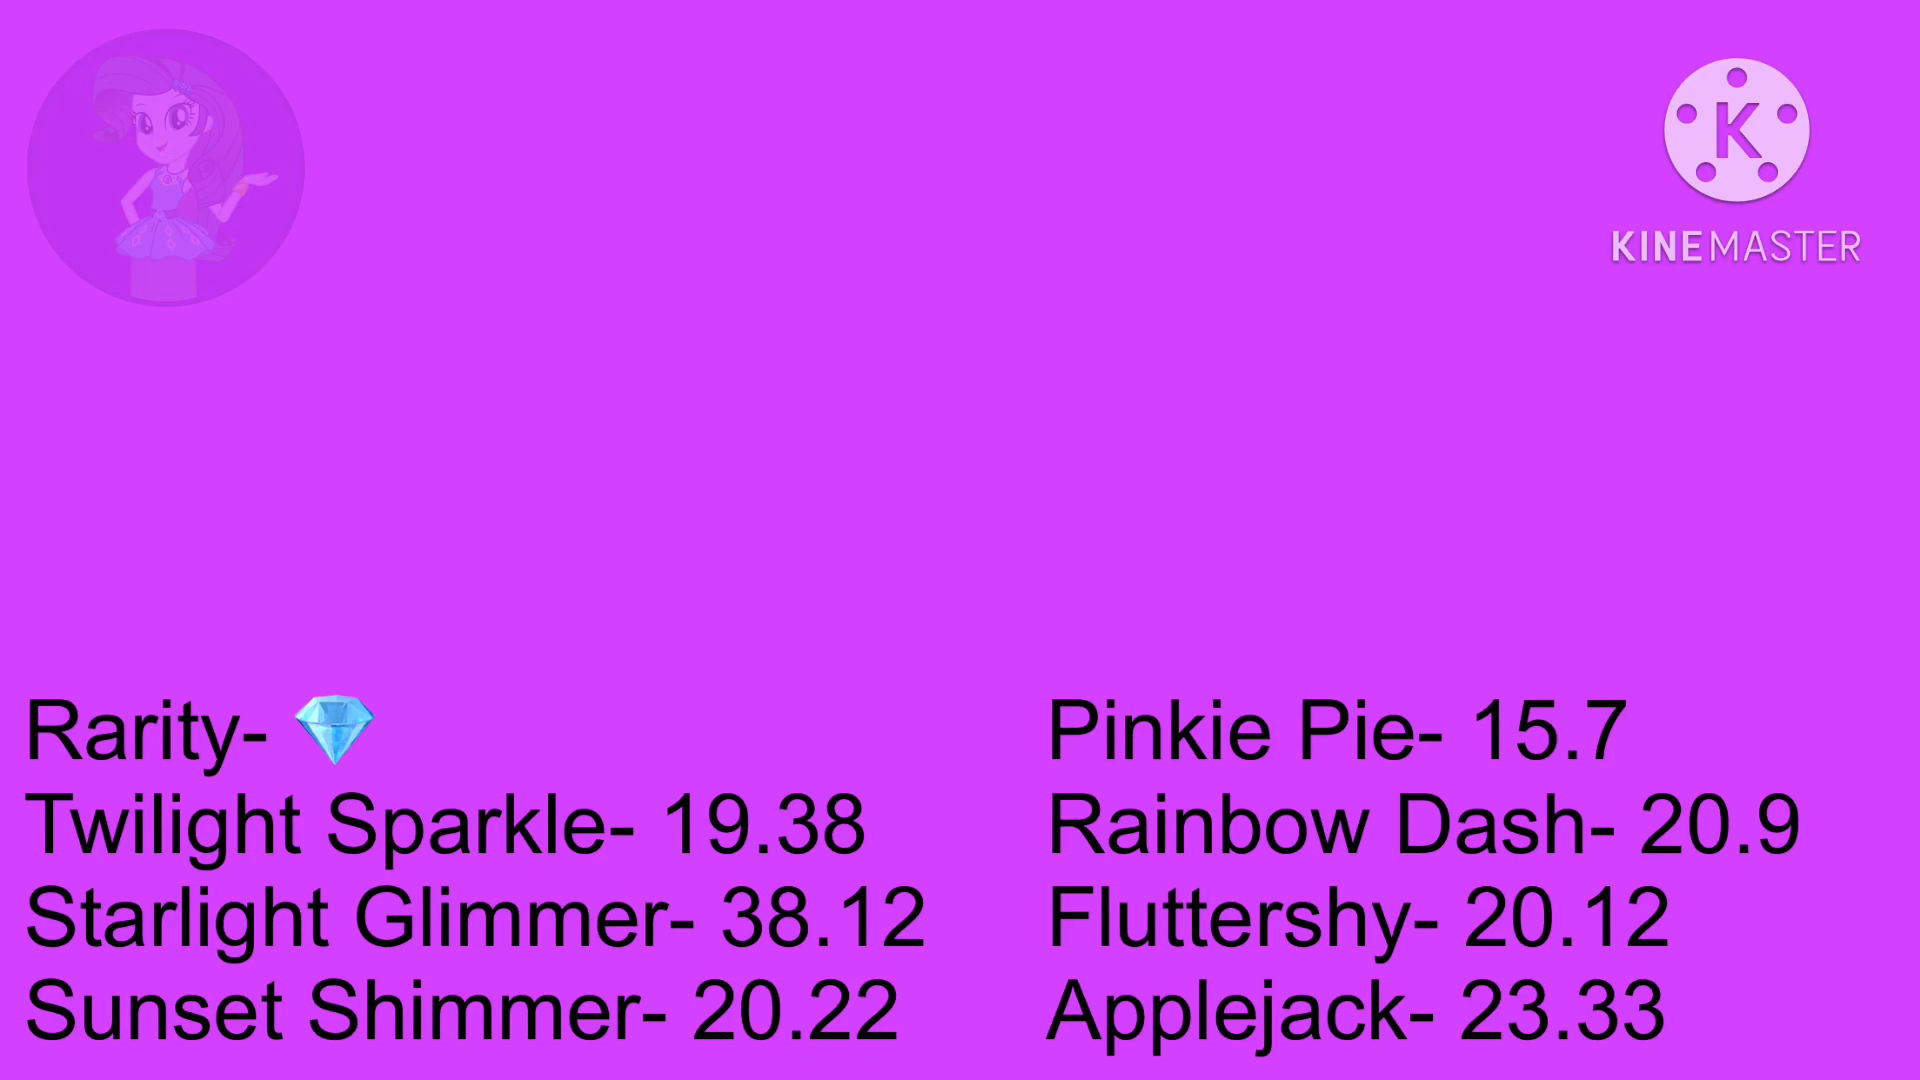 K
KINEMASTER
Rarity- 💎
Twilight Sparkle- 19.38
Starlight Glimmer- 38.12
Sunset Shimmer- 20.22
Pinkie Pie- 15.7
Rainbow Dash- 20.9
Fluttershy- 20.12
Applejack- 23.33